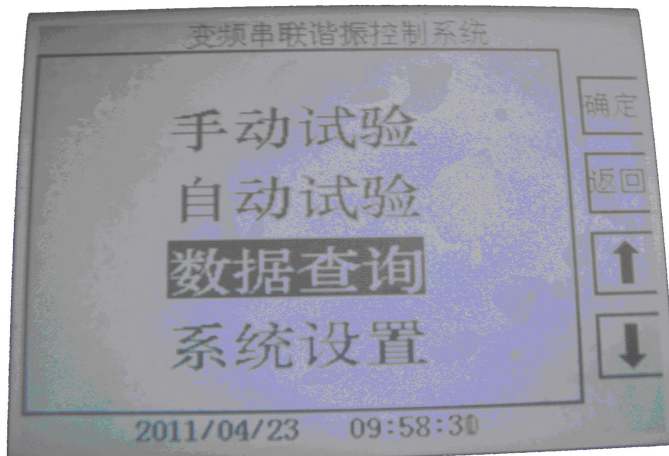 变频串联谐振控制系统
手动试验
自动试验
数据查询
系统设置
确定
返回
2011/04/23 09:58:30